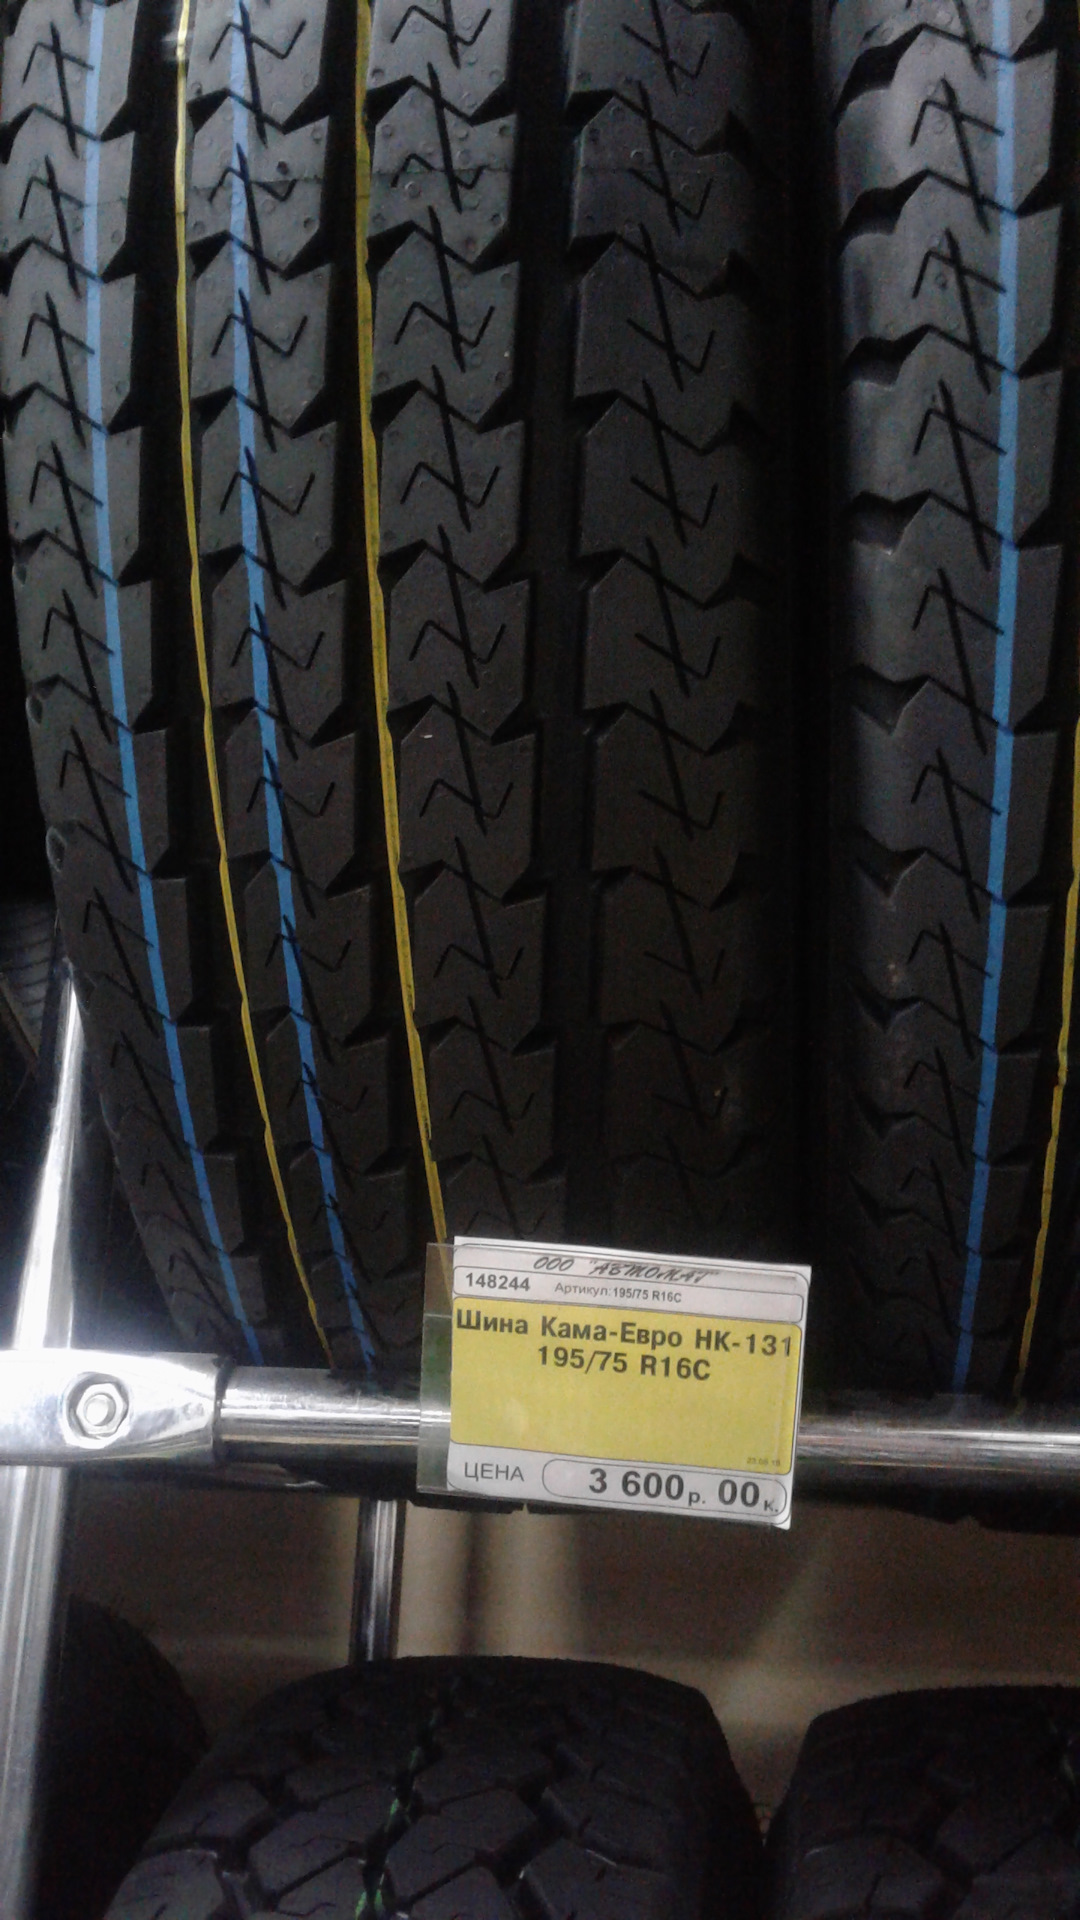 ООО "АВТОМАТ"
148244 Артикул: 195/75 R16C
Шина Кама-Евро НК-131
195/75 R16C
ЦЕНА 3 600р. 00к.